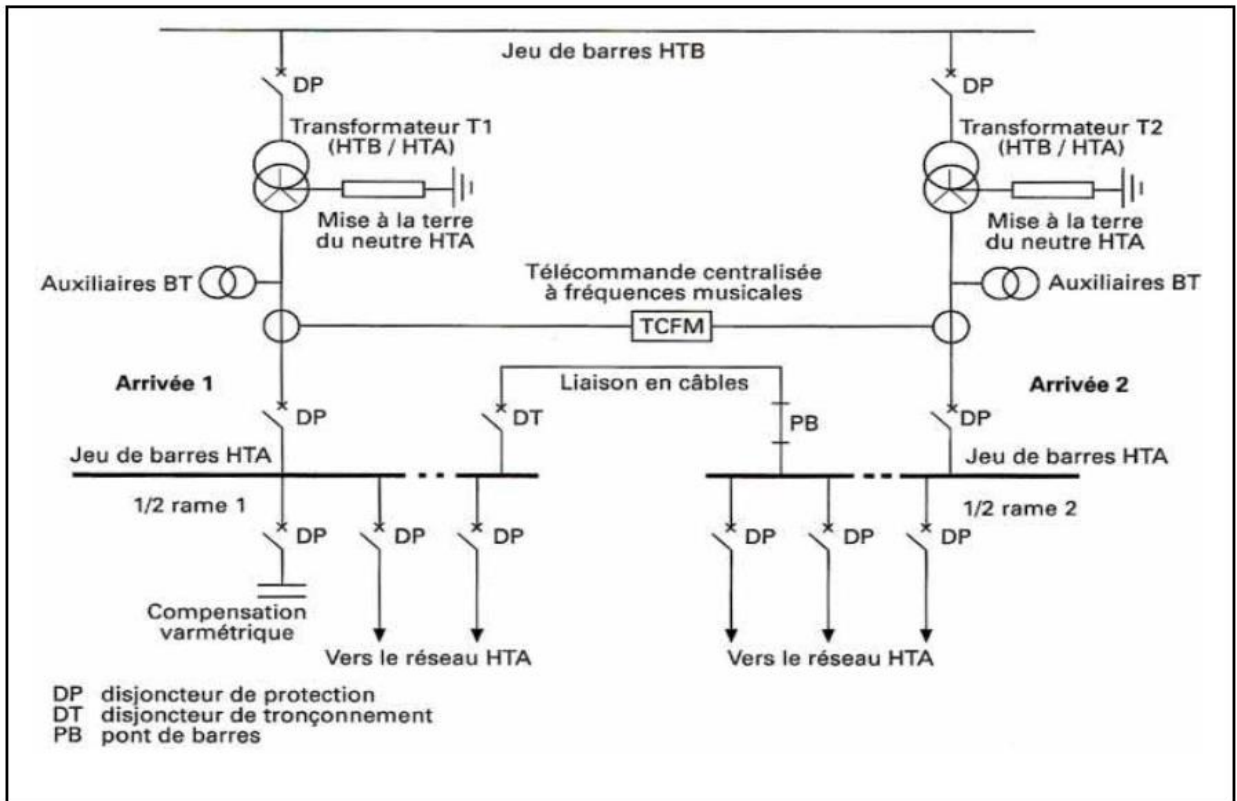 Jeu de barres HTB
DP
DP
Transformateur T1
(HTB / HTA)
Transformateur T2
(HTB / HTA)
Mise à la terre
du neutre HTA
Mise à la terre
du neutre HTA
Auxiliaires BT
Télécommande centralisée
à fréquences musicales
Auxiliaires BT
TCFM
Arrivée 1
Liaison en câbles
Arrivée 2
DP
DT
PB
DP
Jeu de barres HTA
Jeu de barres HTA
1/2 rame 1
1/2 rame 2
DP
DP
DP
DP
DP
DP
Compensation
varmétrique
Vers le réseau HTA
Vers le réseau HTA
DP disjoncteur de protection
DT disjoncteur de tronçonnement
PB pont de barres